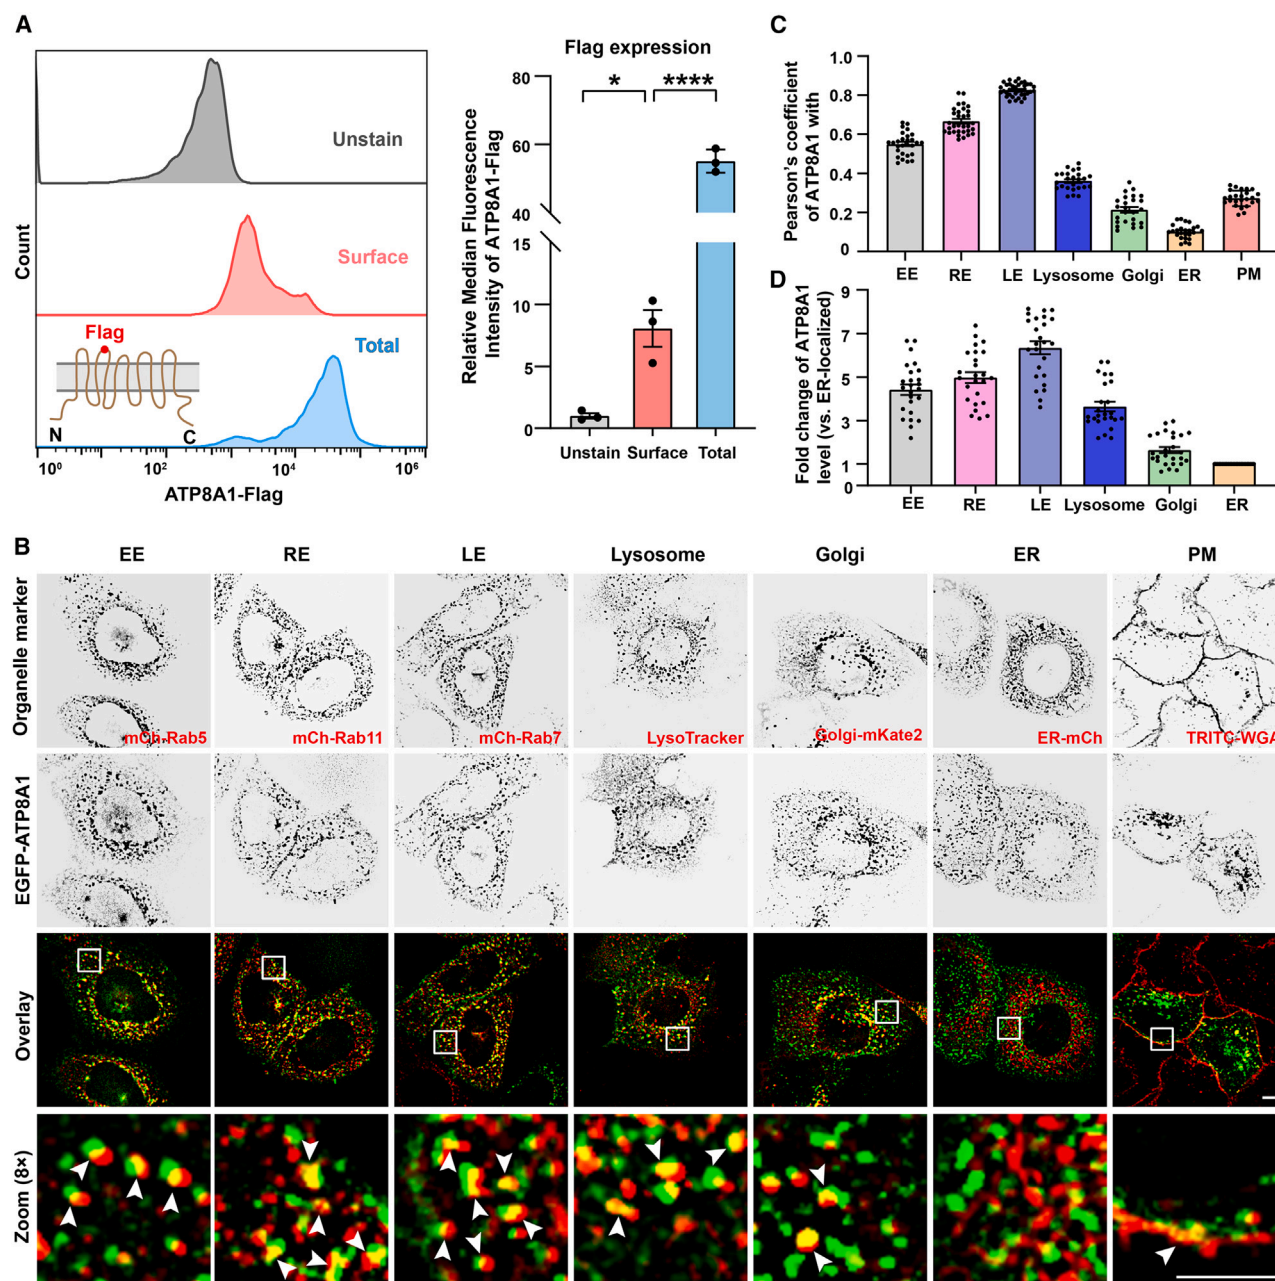 A
Count
Unstain
Surface
Total
Flag
N
C
10⁰
10²
10⁴
10⁶
ATP8A1-Flag
Flag expression
*
****
Relative Median Fluorescence
Intensity of ATP8A1-Flag
80
60
40
15
10
5
0
Unstain Surface Total
C
Pearson's coefficient
of ATP8A1 with
1.0
0.8
0.6
0.4
0.2
0
EE RE LE Lysosome Golgi ER PM
D
Fold change of ATP8A1
level (vs. ER-localized)
9
7
5
3
1
0
EE RE LE Lysosome Golgi ER
B
EE RE LE Lysosome Golgi ER PM
Organelle marker
mCh-Rab5 mCh-Rab11 mCh-Rab7 LysoTracker Golgi-mKate2 ER-mCh TRITC-WGA
EGFP-ATP8A1
Overlay
Zoom (8×)